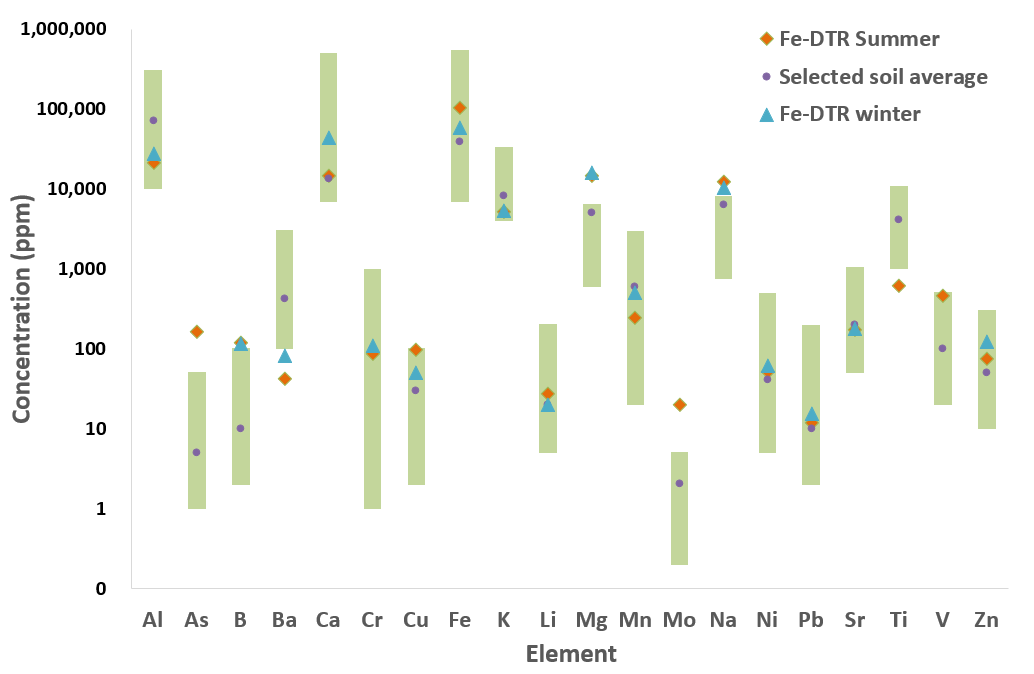 1,000,000
100,000
10,000
1,000
100
10
1
0
Concentration (ppm)
Fe-DTR Summer
Selected soil average
Fe-DTR winter
Al As B Ba Ca Cr Cu Fe K Li Mg Mn Mo Na Ni Pb Sr Ti V Zn
Element